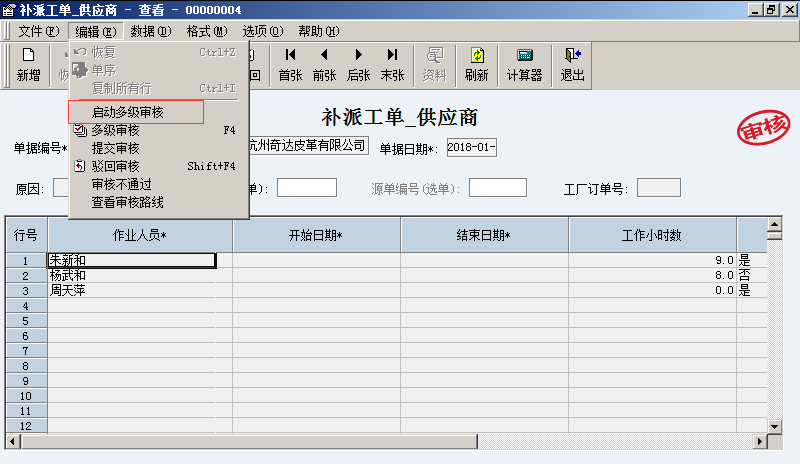 补派工单_供应商 - 查看 - 00000004
文件(F) 编辑(E) 数据(D) 格式(M) 选项(O) 帮助(H)
新增 恢 回 首张 前张 后张 末张 资料 刷新 计算器 退出
恢复 Ctrl+Z
单序
复制所有行 Ctrl+I
启动多级审核
多级审核 F4
提交审核
驳回审核 Shift+F4
审核不通过
查看审核路线
补派工单_供应商
审核
单据编号* 杭州奇达皮革有限公司 单据日期*: 2018-01-
原因: 单): 源单编号(选单): 工厂订单号:
行号 作业人员* 开始日期* 结束日期* 工作小时数
1 朱新和 9.0 是
2 杨武和 8.0 否
3 周天萍 0.0 是
4
5
6
7
8
9
10
11
12